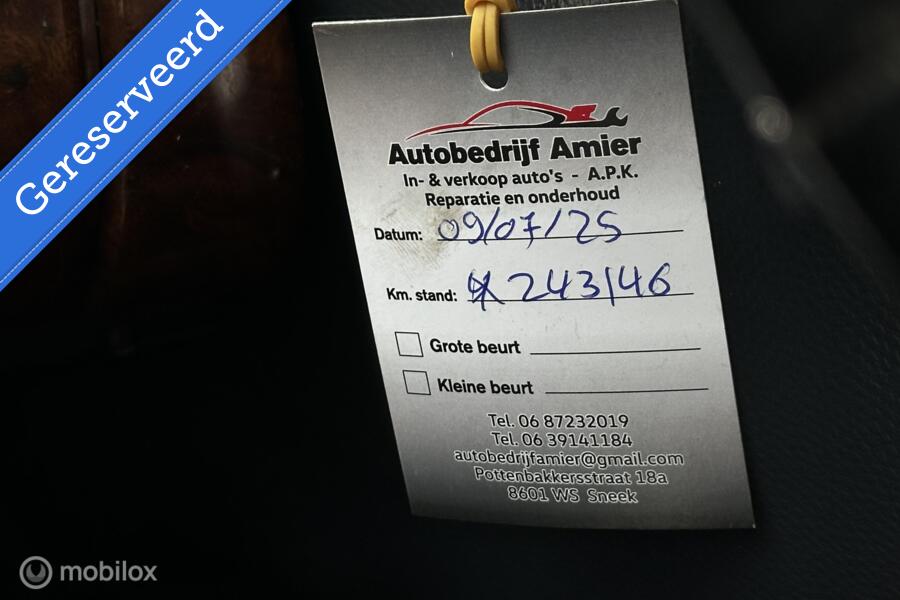 Gereserveerd
Autobedrijf Amier
In- & verkoop auto's - A.P.K.
Reparatie en onderhoud
Datum: 09/07/25
Km. stand: 243146
Grote beurt
Kleine beurt
Tel. 06 87232019
Tel. 06 39141184
autobedrijfamier@gmail.com
Pottenbakkersstraat 18a
8601 WS Sneek
mobilox